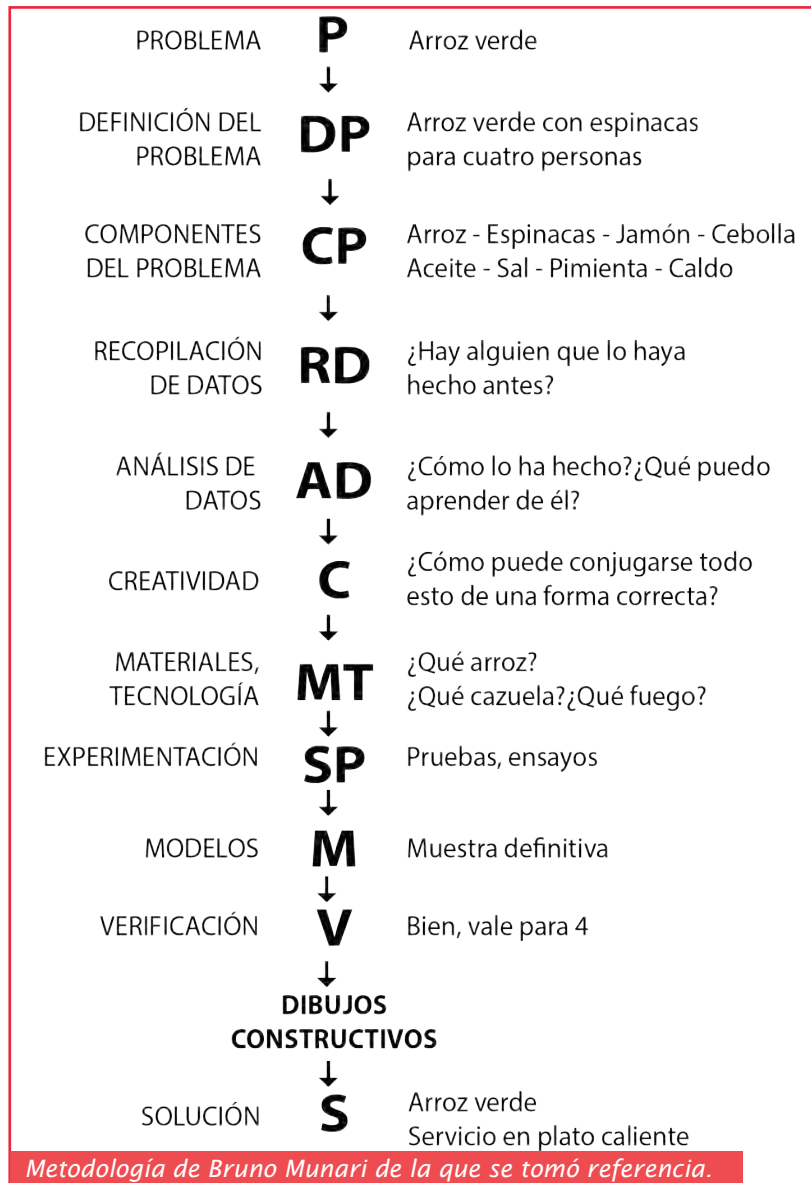 PROBLEMA P Arroz verde
↓
DEFINICIÓN DEL PROBLEMA DP Arroz verde con espinacas
para cuatro personas
↓
COMPONENTES DEL PROBLEMA CP Arroz - Espinacas - Jamón - Cebolla
Aceite - Sal - Pimienta - Caldo
↓
RECOPILACIÓN DE DATOS RD ¿Hay alguien que lo haya
hecho antes?
↓
ANÁLISIS DE DATOS AD ¿Cómo lo ha hecho?¿Qué puedo
aprender de él?
↓
CREATIVIDAD C ¿Cómo puede conjugarse todo
esto de una forma correcta?
↓
MATERIALES, TECNOLOGÍA MT ¿Qué arroz?
¿Qué cazuela?¿Qué fuego?
↓
EXPERIMENTACIÓN SP Pruebas, ensayos
↓
MODELOS M Muestra definitiva
↓
VERIFICACIÓN V Bien, vale para 4
↓
DIBUJOS
CONSTRUCTIVOS
↓
SOLUCIÓN S Arroz verde
Servicio en plato caliente
Metodología de Bruno Munari de la que se tomó referencia.